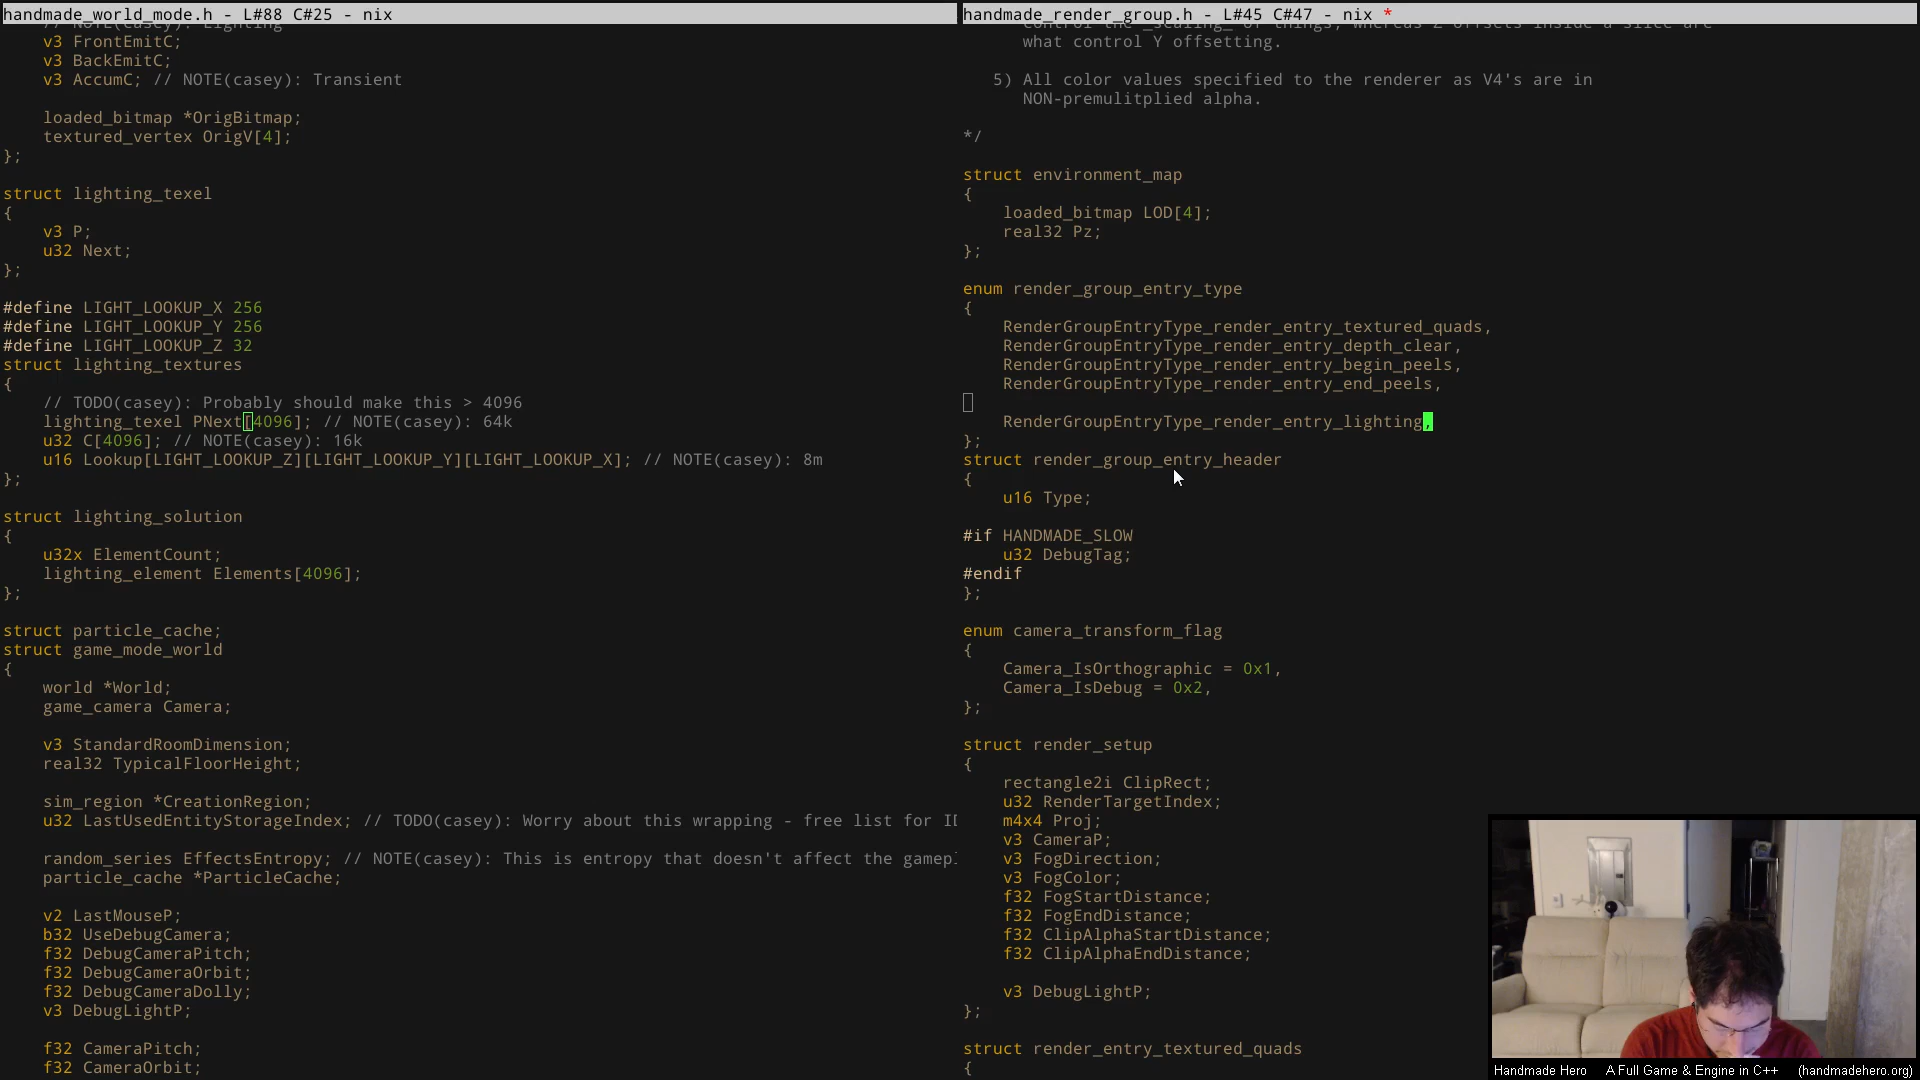 handmade_world_mode.h - L#88 C#25 - nix
v3 FrontEmitC;
v3 BackEmitC;
v3 AccumC; // NOTE(casey): Transient
loaded_bitmap *OrigBitmap;
textured_vertex OrigV[4];
};
struct lighting_texel
{
v3 P;
u32 Next;
};
#define LIGHT_LOOKUP_X 256
#define LIGHT_LOOKUP_Y 256
#define LIGHT_LOOKUP_Z 32
struct lighting_textures
{
// TODO(casey): Probably should make this > 4096
lighting_texel PNext[4096]; // NOTE(casey): 64k
u32 C[4096]; // NOTE(casey): 16k
u16 Lookup[LIGHT_LOOKUP_Z][LIGHT_LOOKUP_Y][LIGHT_LOOKUP_X]; // NOTE(casey): 8m
};
struct lighting_solution
{
u32x ElementCount;
lighting_element Elements[4096];
};
struct particle_cache;
struct game_mode_world
{
world *World;
game_camera Camera;
v3 StandardRoomDimension;
real32 TypicalFloorHeight;
sim_region *CreationRegion;
u32 LastUsedEntityStorageIndex; // TODO(casey): Worry about this wrapping - free list for ID
random_series EffectsEntropy; // NOTE(casey): This is entropy that doesn't affect the gamepl
particle_cache *ParticleCache;
v2 LastMouseP;
b32 UseDebugCamera;
f32 DebugCameraPitch;
f32 DebugCameraOrbit;
f32 DebugCameraDolly;
v3 DebugLightP;
f32 CameraPitch;
f32 CameraOrbit;
handmade_render_group.h - L#45 C#47 - nix *
what control Y offsetting.
5) All color values specified to the renderer as V4's are in
NON-premulitplied alpha.
*/
struct environment_map
{
loaded_bitmap LOD[4];
real32 Pz;
};
enum render_group_entry_type
{
RenderGroupEntryType_render_entry_textured_quads,
RenderGroupEntryType_render_entry_depth_clear,
RenderGroupEntryType_render_entry_begin_peels,
RenderGroupEntryType_render_entry_end_peels,
RenderGroupEntryType_render_entry_lighting,
};
struct render_group_entry_header
{
u16 Type;
#if HANDMADE_SLOW
u32 DebugTag;
#endif
};
enum camera_transform_flag
{
Camera_IsOrthographic = 0x1,
Camera_IsDebug = 0x2,
};
struct render_setup
{
rectangle2i ClipRect;
u32 RenderTargetIndex;
m4x4 Proj;
v3 CameraP;
v3 FogDirection;
v3 FogColor;
f32 FogStartDistance;
f32 FogEndDistance;
f32 ClipAlphaStartDistance;
f32 ClipAlphaEndDistance;
v3 DebugLightP;
};
struct render_entry_textured_quads
{
Handmade Hero A Full Game & Engine in C++ (handmadehero.org)